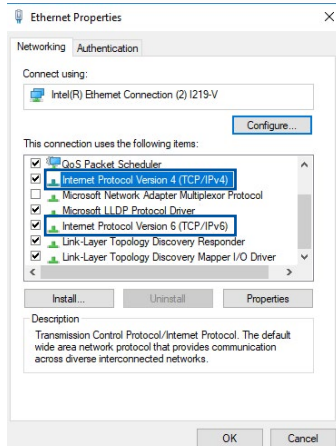 Ethernet Properties
Networking Authentication
Connect using:
Intel(R) Ethernet Connection (2) I219-V
Configure...
This connection uses the following items:
QoS Packet Scheduler
Internet Protocol Version 4 (TCP/IPv4)
Microsoft Network Adapter Multiplexor Protocol
Microsoft LLDP Protocol Driver
Internet Protocol Version 6 (TCP/IPv6)
Link-Layer Topology Discovery Responder
Link-Layer Topology Discovery Mapper I/O Driver
Install... Uninstall Properties
Description
Transmission Control Protocol/Internet Protocol. The default
wide area network protocol that provides communication
across diverse interconnected networks.
OK Cancel